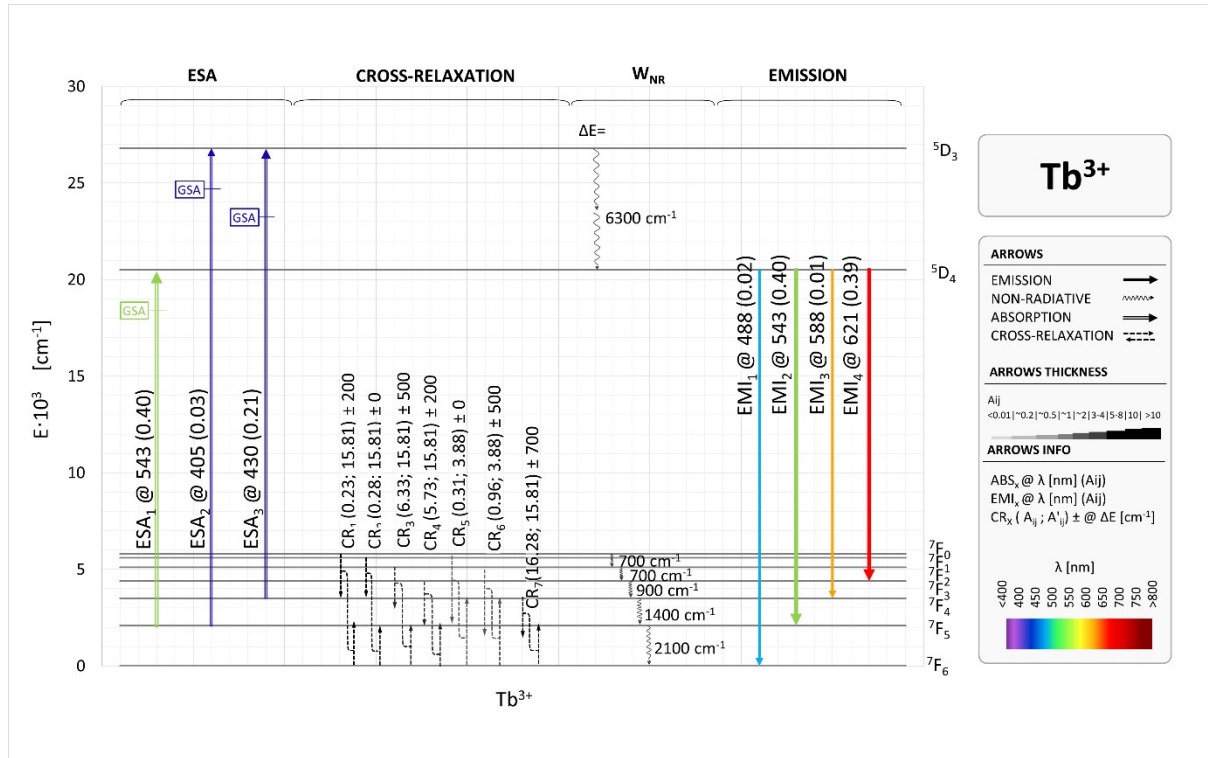 ESA
CROSS-RELAXATION
W_NR
EMISSION
E·10³ [cm⁻¹]
30
25
20
15
10
5
0
ΔE=
6300 cm⁻¹
GSA
GSA
GSA
ESA₁ @ 543 (0.40)
ESA₂ @ 405 (0.03)
ESA₃ @ 430 (0.21)
CR₁ (0.23; 15.81) ± 200
CR₂ (0.28; 15.81) ± 0
CR₃ (6.33; 15.81) ± 500
CR₄ (5.73; 15.81) ± 200
CR₅ (0.31; 3.88) ± 0
CR₆ (0.96; 3.88) ± 500
CR₇ (16.28; 15.81) ± 700
700 cm⁻¹
700 cm⁻¹
900 cm⁻¹
1400 cm⁻¹
2100 cm⁻¹
EMI₁ @ 488 (0.02)
EMI₂ @ 543 (0.40)
EMI₃ @ 588 (0.01)
EMI₄ @ 621 (0.39)
⁵D₃
⁵D₄
⁷F₀
⁷F₁
⁷F₂
⁷F₃
⁷F₄
⁷F₅
⁷F₆
Tb³⁺
Tb³⁺
ARROWS
EMISSION
NON-RADIATIVE
ABSORPTION
CROSS-RELAXATION
ARROWS THICKNESS
Aij
<0.01|~0.2|~0.5|~1|~2|3-4|5-8|10|>10
ARROWS INFO
ABSₓ @ λ [nm] (Aij)
EMIₓ @ λ [nm] (Aij)
CRₓ ( A_ij ; A'_ij) ± @ ΔE [cm⁻¹]
λ [nm]
<400
400
450
500
550
600
650
700
750
>800